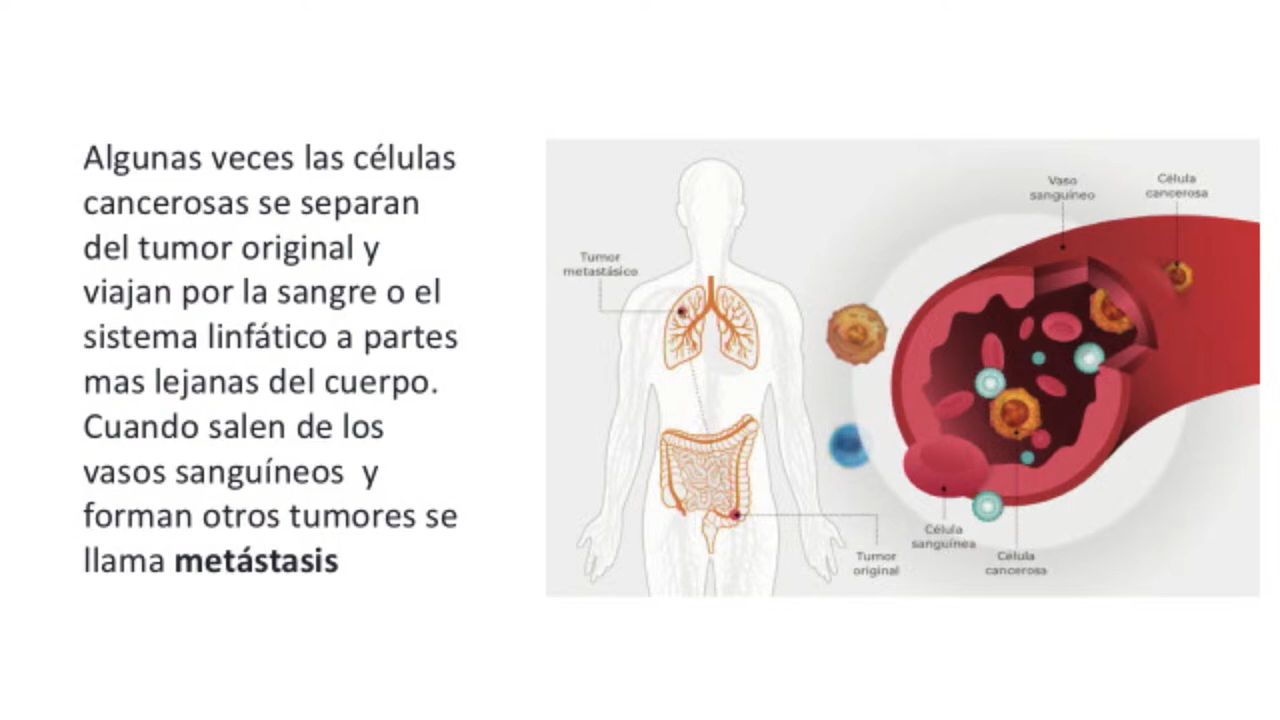 Algunas veces las células
cancerosas se separan
del tumor original y
viajan por la sangre o el
sistema linfático a partes
mas lejanas del cuerpo.
Cuando salen de los
vasos sanguíneos  y
forman otros tumores se
llama metástasis
Tumor
metastásico
Tumor
original
Vaso
sanguíneo
Célula
cancerosa
Célula
sanguínea
Célula
cancerosa